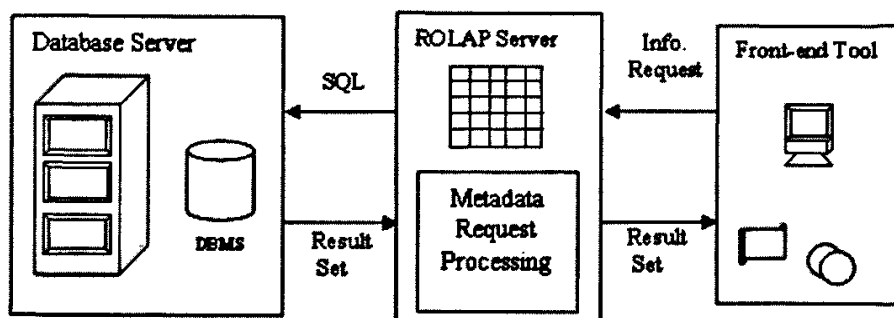 Database Server
DBMS
SQL
Result
Set
ROLAP Server
Metadata
Request
Processing
Info.
Request
Result
Set
Front-end Tool